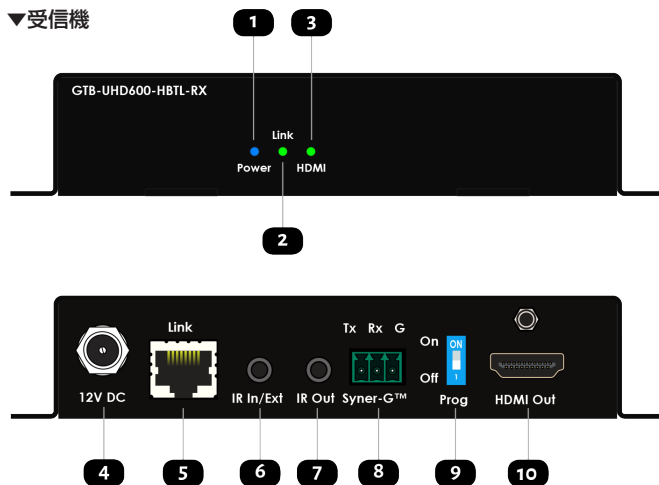 ▼受信機
1 3
GTB-UHD600-HBTL-RX
Link
Power HDMI
2
Link
Tx Rx G
On
ON
Off
1
12V DC
IR In/Ext
IR Out
Syner-G™
Prog
HDMI Out
4 5 6 7 8 9 10